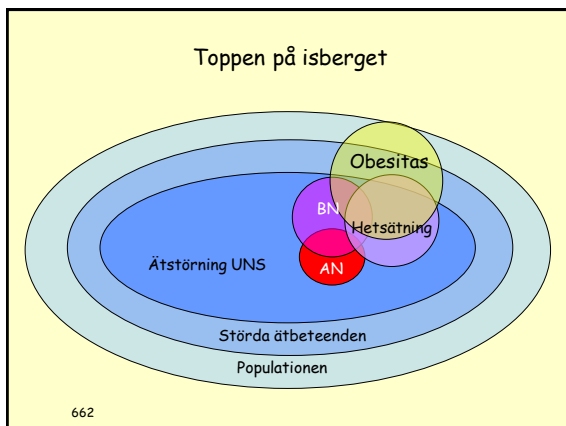 Toppen på isberget
Obesitas
BN
Hetsätning
Ätstörning UNS
AN
Störda ätbeteenden
Populationen
662